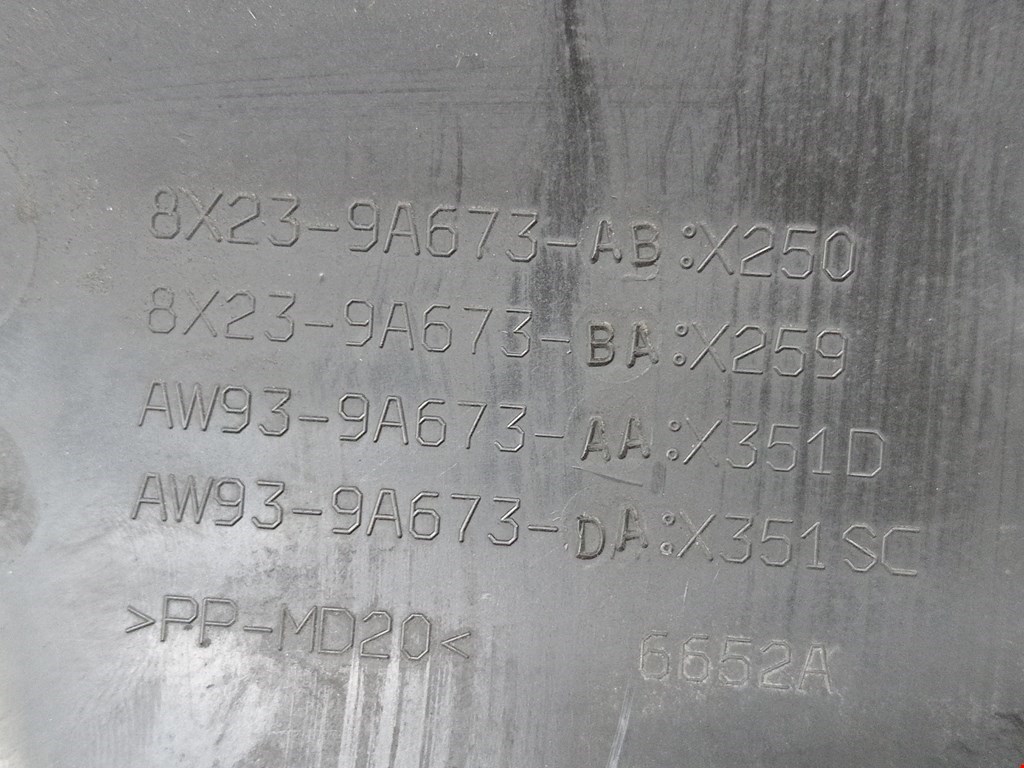 8X23-9A673-AB:X250
8X23-9A673-BA:X259
AW93-9A673-AA:X351D
AW93-9A673-DA:X351SC
>PP-MD20< 6652A